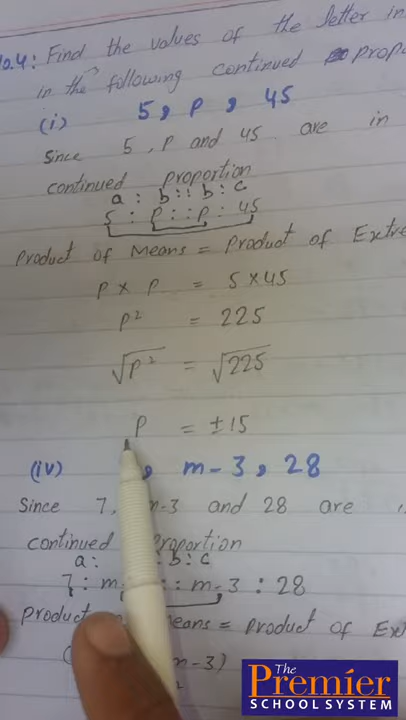 o.4: Find the values of the letter in
in the following continued propo
(i) 5, P, 45
Since 5, P and 45 are in
continued proportion
a : b :: b : c
5 : P :: P : 45
Product of Means = Product of Extre
P × P = 5 × 45
P² = 225
√P² = √225
P = ±15
(iv) , m-3, 28
Since 7, m-3 and 28 are
continued proportion
a: : b : c
7 : m : : m-3 : 28
Product Means = Product of Ex
m-3)
The
Premier
SCHOOL SYSTEM